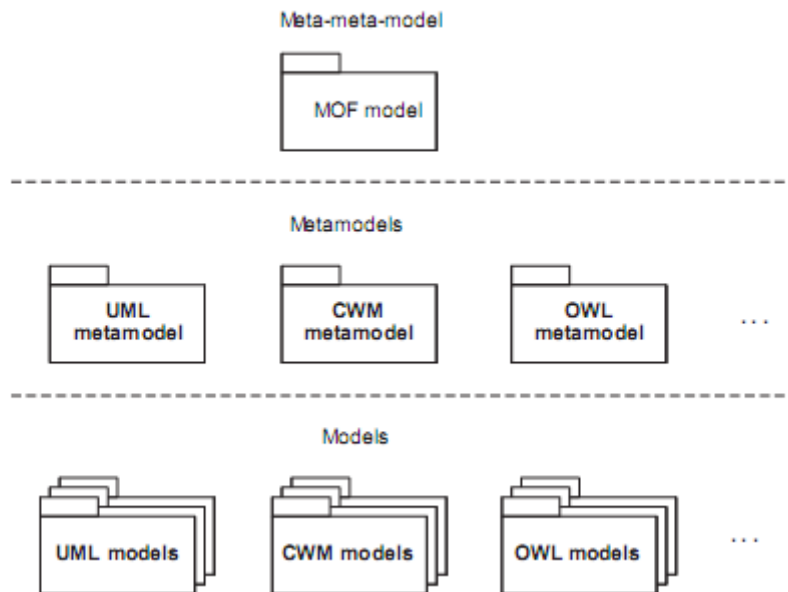 Meta-meta-model
MOF model
Metamodels
UML
metamodel
CWM
metamodel
OWL
metamodel
...
Models
UML models
CWM models
OWL models
...